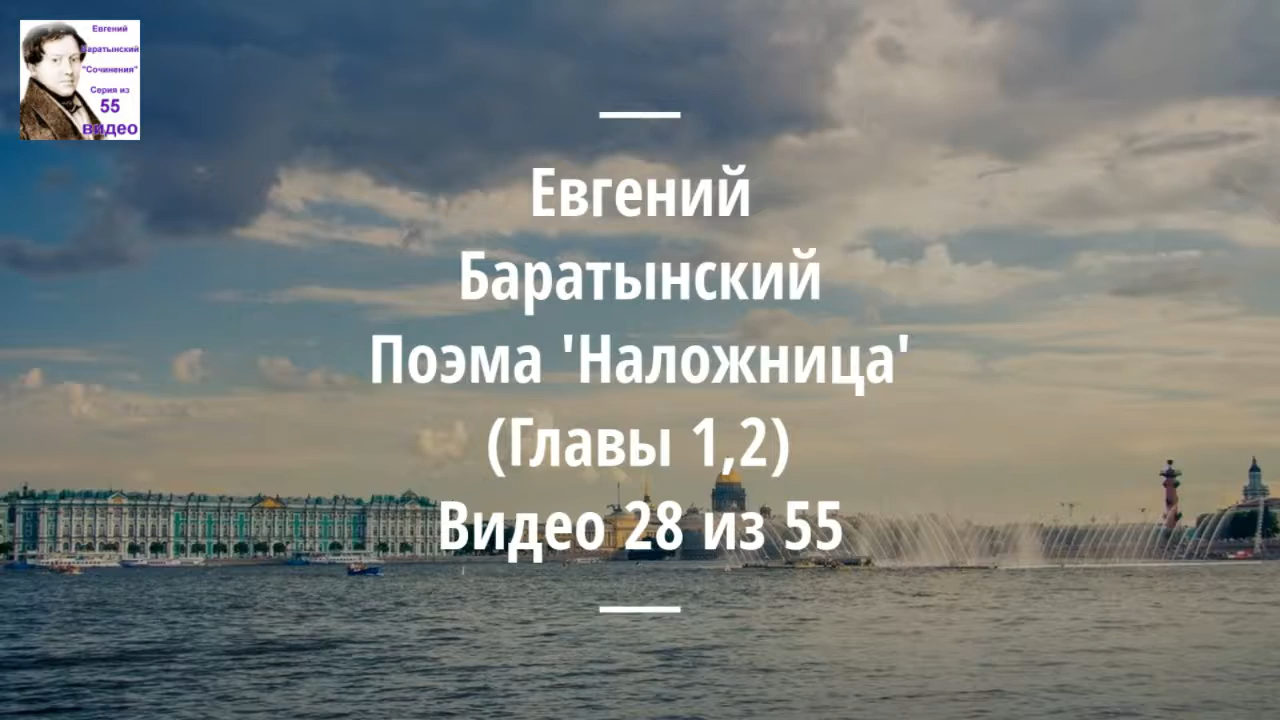 Евгений
Баратынский
"Сочинения"
Серия из
55
видео
Евгений
Баратынский
Поэма 'Наложница'
(Главы 1,2)
Видео 28 из 55